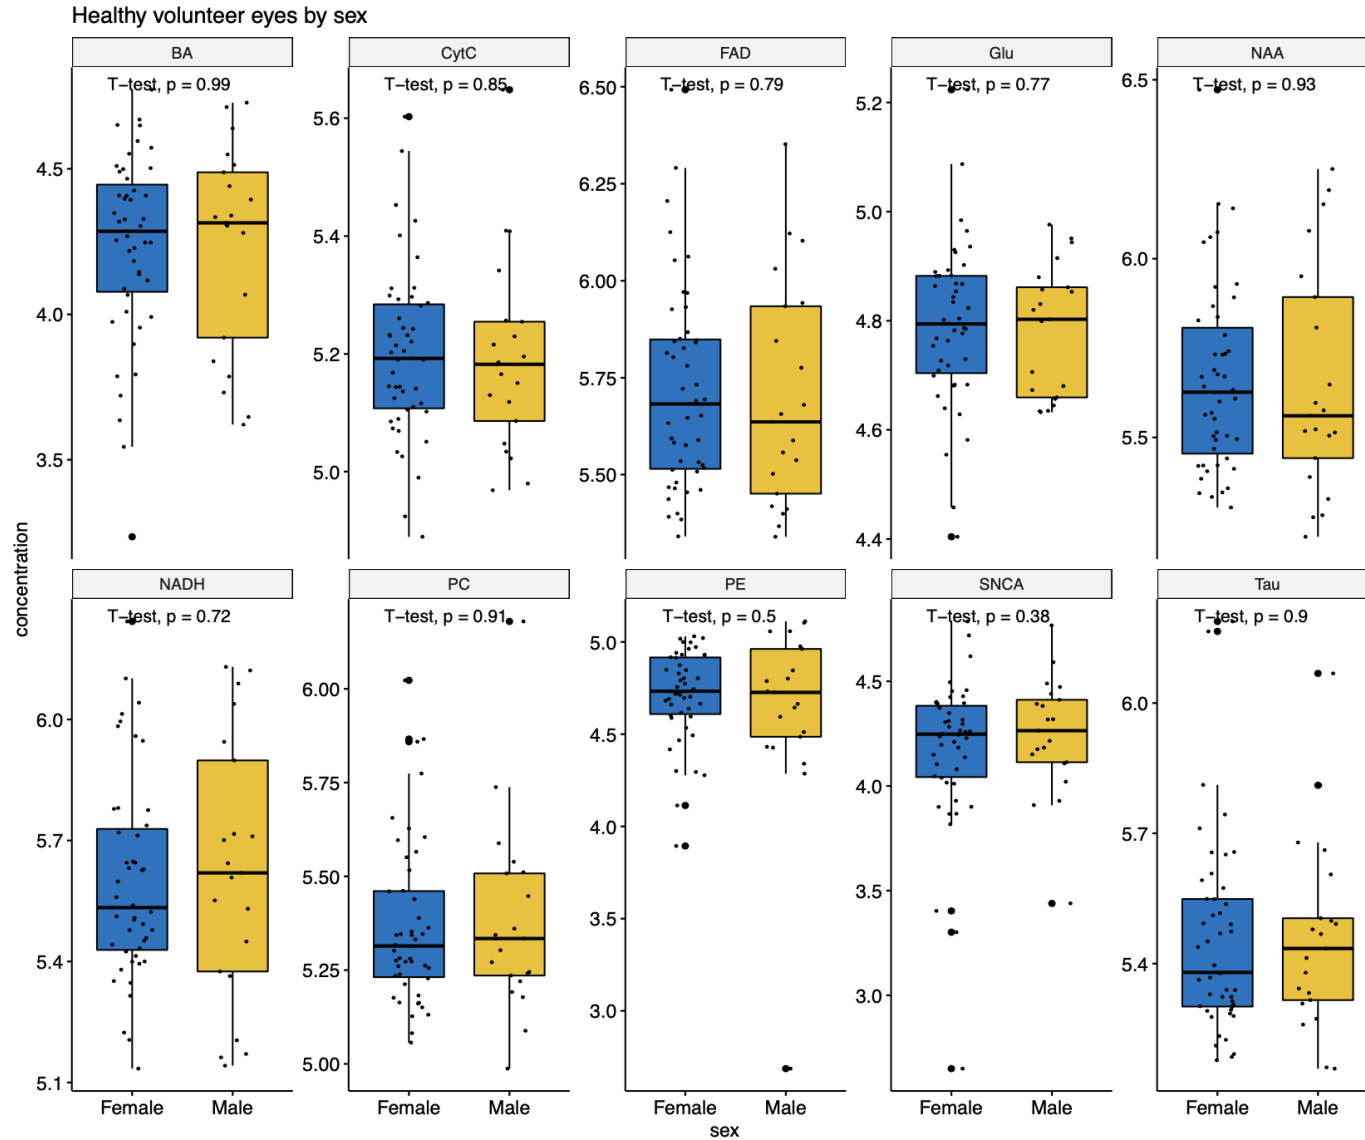 Healthy volunteer eyes by sex
BA CytC FAD Glu NAA
T-test, p = 0.99 T-test, p = 0.85 T-test, p = 0.79 T-test, p = 0.77 T-test, p = 0.93
4.5 4.0 3.5
5.6 5.4 5.2 5.0
6.50 6.25 6.00 5.75 5.50
5.2 5.0 4.8 4.6 4.4
6.5 6.0 5.5
concentration
NADH PC PE SNCA Tau
T-test, p = 0.72 T-test, p = 0.91 T-test, p = 0.5 T-test, p = 0.38 T-test, p = 0.9
6.0 5.7 5.4 5.1
6.00 5.75 5.50 5.25 5.00
5.0 4.5 4.0 3.5 3.0
4.5 4.0 3.5 3.0
6.0 5.7 5.4
Female Male Female Male Female Male Female Male Female Male
sex